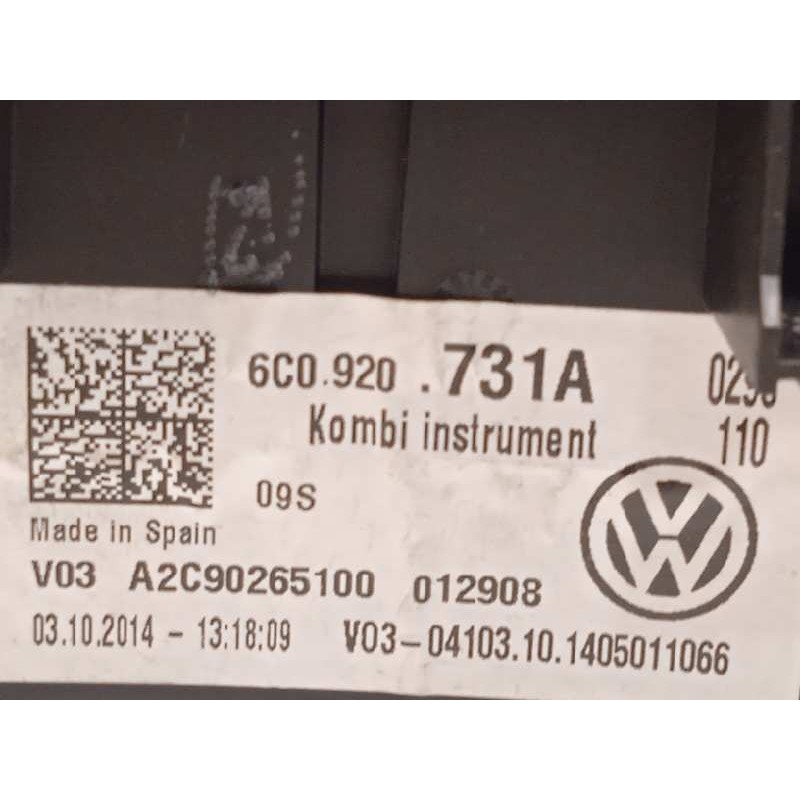 6C0.920 .731A
Kombi instrument 110
09S
Made in Spain
V03 A2C90265100 012908
03.10.2014 - 13:18:09 V03-04103.10.1405011066